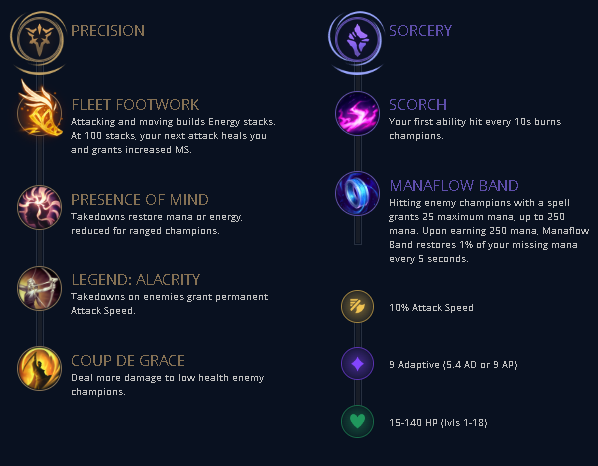 PRECISION
FLEET FOOTWORK
Attacking and moving builds Energy stacks.
At 100 stacks, your next attack heals you
and grants increased MS.
PRESENCE OF MIND
Takedowns restore mana or energy,
reduced for ranged champions.
LEGEND: ALACRITY
Takedowns on enemies grant permanent
Attack Speed.
COUP DE GRACE
Deal more damage to low health enemy
champions.
SORCERY
SCORCH
Your first ability hit every 10s burns
champions.
MANAFLOW BAND
Hitting enemy champions with a spell
grants 25 maximum mana, up to 250
mana. Upon earning 250 mana, Manaflow
Band restores 1% of your missing mana
every 5 seconds.
10% Attack Speed
9 Adaptive (5.4 AD or 9 AP)
15-140 HP (lvls 1-18)